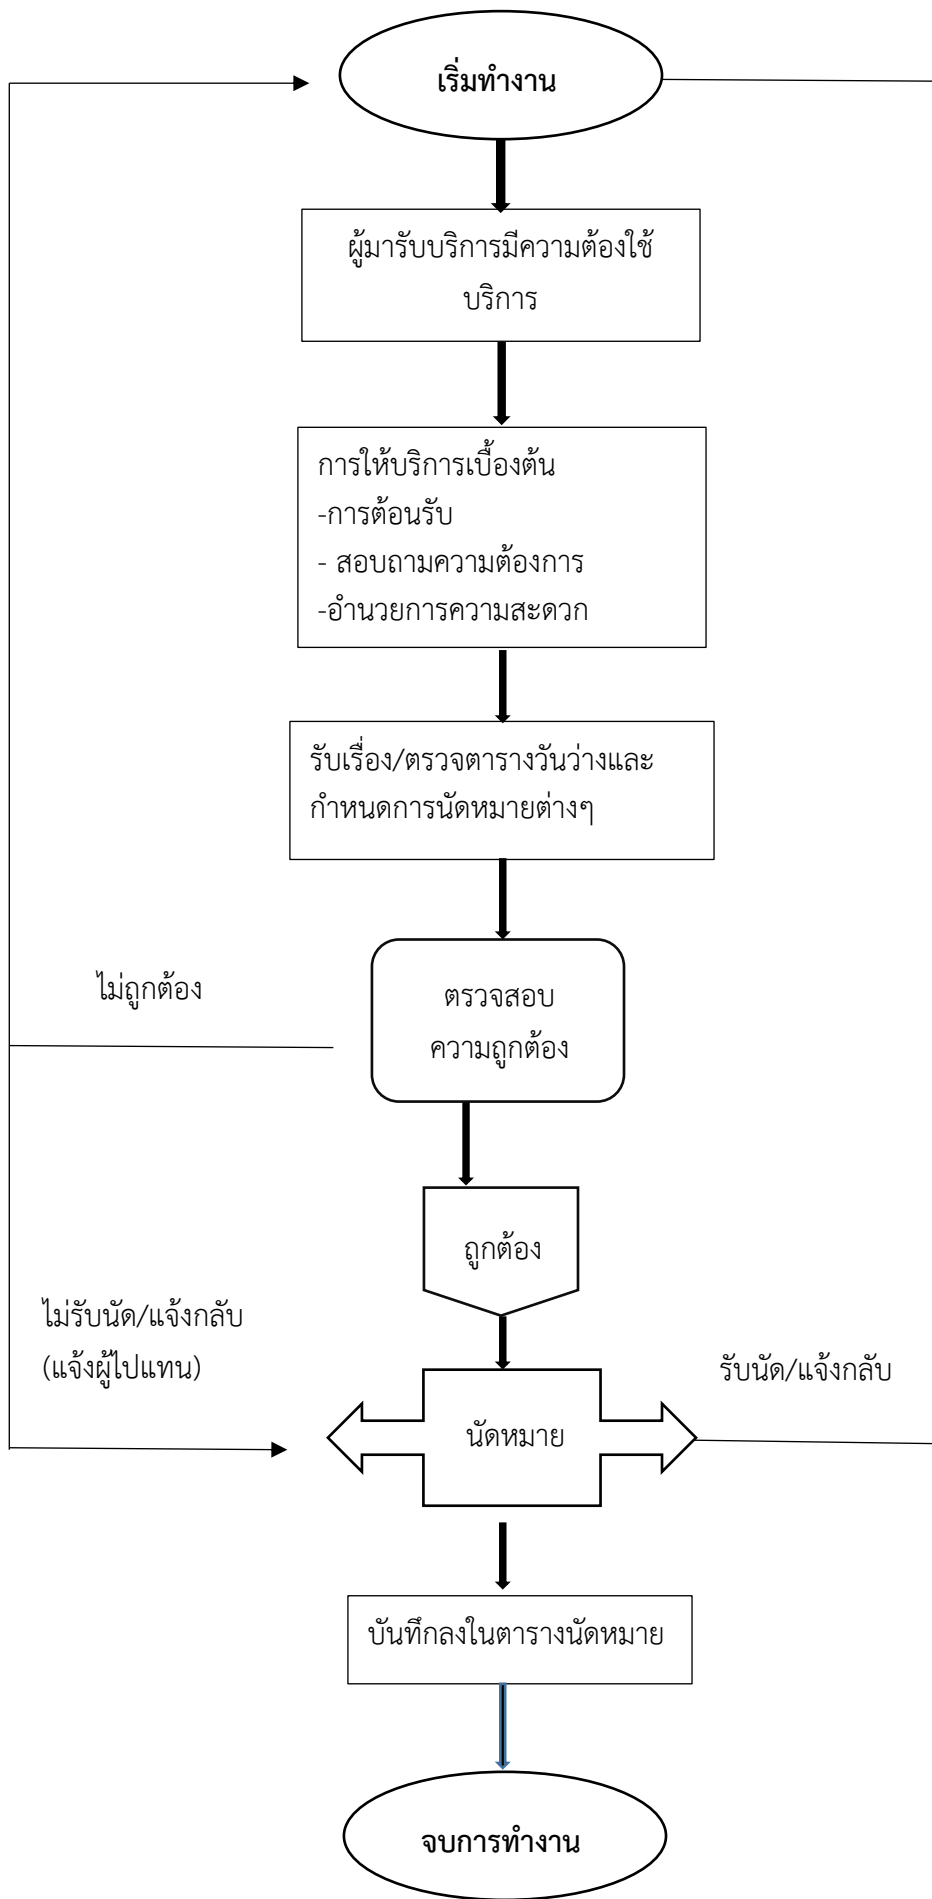 เริ่มทำงาน
ผู้มารับบริการมีความต้องใช้
บริการ
การให้บริการเบื้องต้น
-การต้อนรับ
- สอบถามความต้องการ
-อำนวยการความสะดวก
รับเรื่อง/ตรวจตารางวันว่างและ
กำหนดการนัดหมายต่างๆ
ไม่ถูกต้อง
ตรวจสอบ
ความถูกต้อง
ถูกต้อง
ไม่รับนัด/แจ้งกลับ
(แจ้งผู้ไปแทน)
รับนัด/แจ้งกลับ
นัดหมาย
บันทึกลงในตารางนัดหมาย
จบการทำงาน